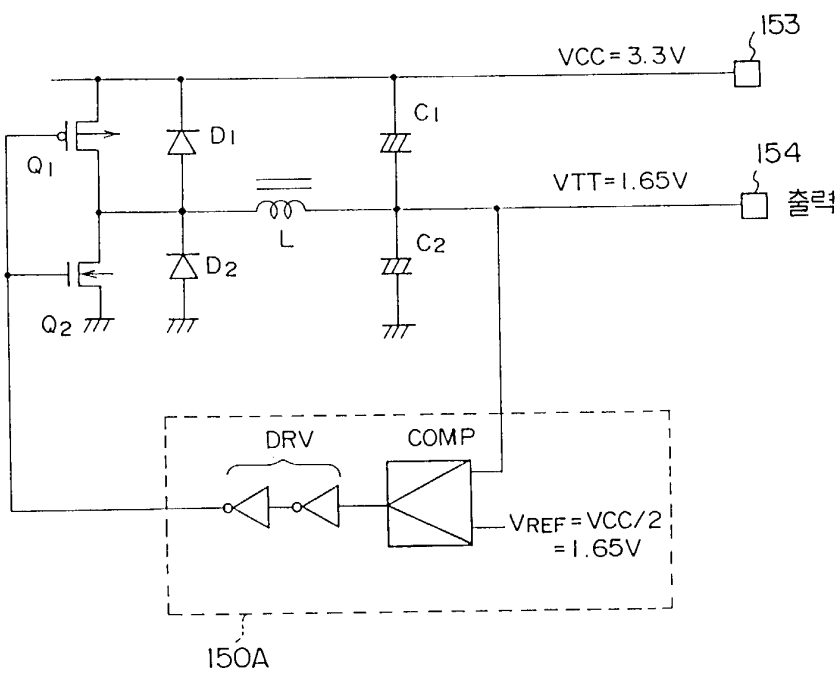 153
VCC=3.3V
C1
D1
Q1
154
VTT=1.65V
출력
L
C2
D2
Q2
DRV
COMP
VREF=VCC/2
=1.65V
150A